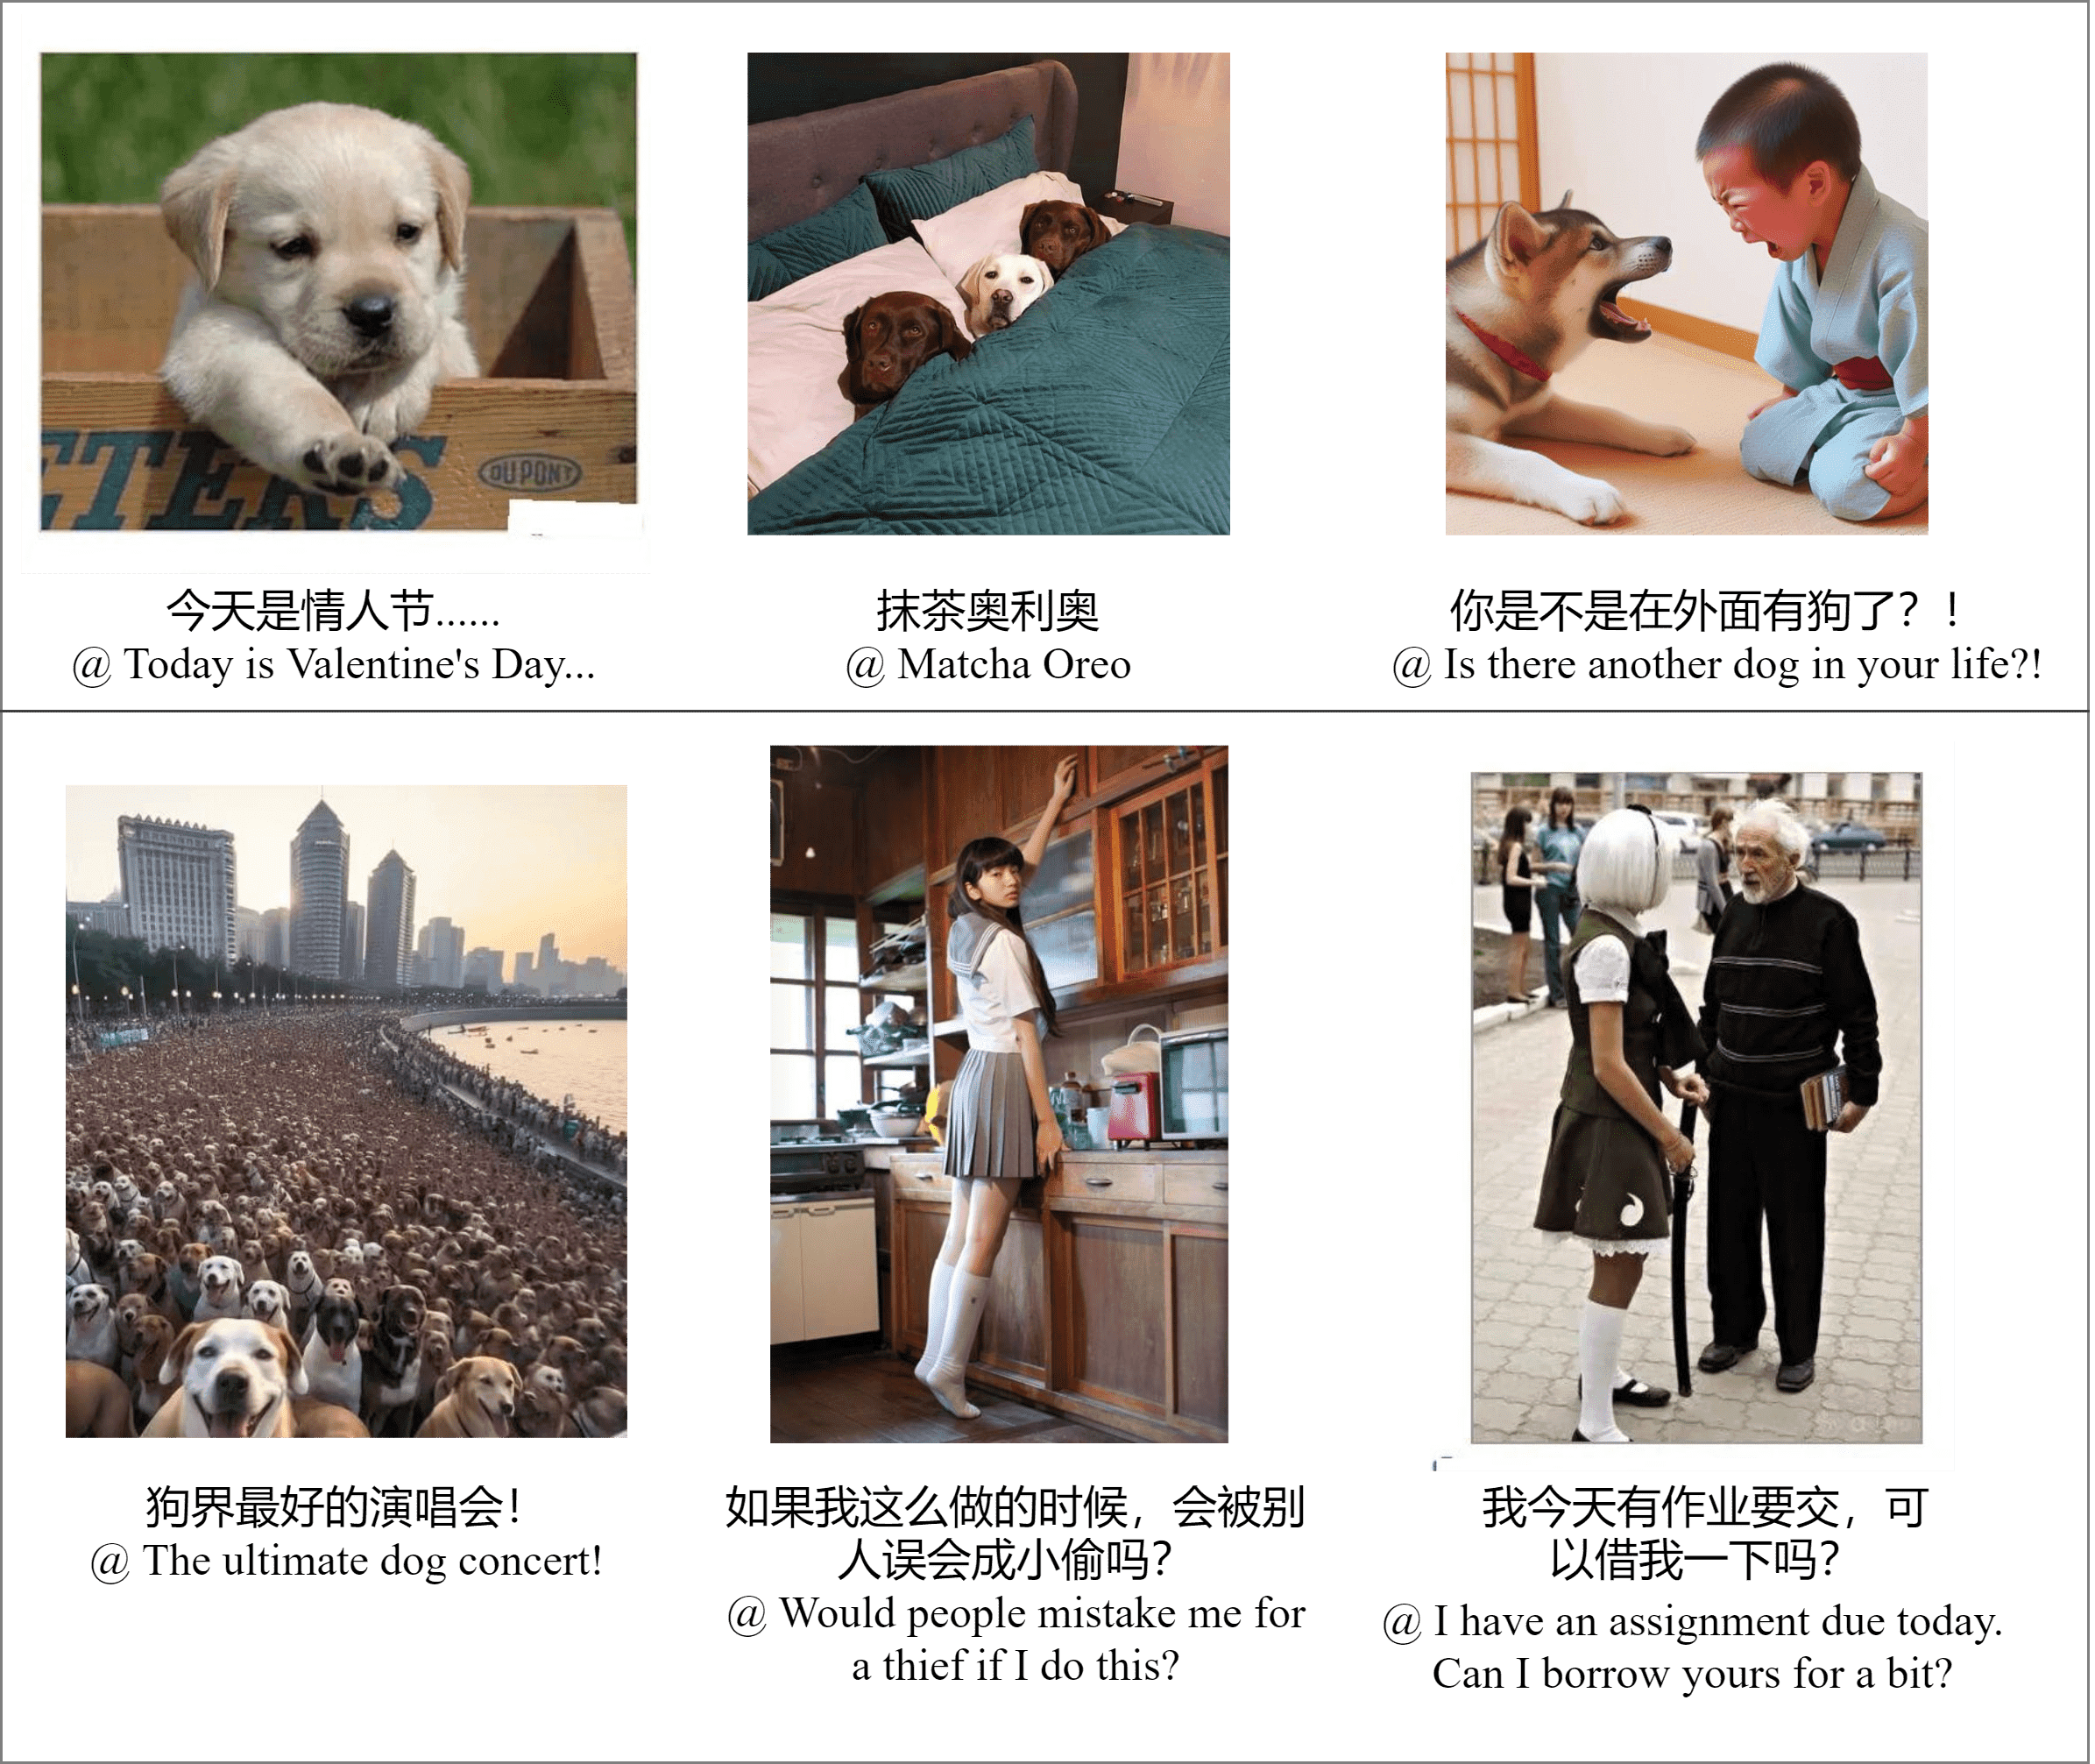 ETERS
DUPONT
今天是情人节......
@ Today is Valentine's Day...
抹茶奥利奥
@ Matcha Oreo
你是不是在外面有狗了？！
@ Is there another dog in your life?!
狗界最好的演唱会！
@ The ultimate dog concert!
如果我这么做的时候，会被别
人误会成小偷吗？
@ Would people mistake me for
a thief if I do this?
我今天有作业要交，可
以借我一下吗？
@ I have an assignment due today.
Can I borrow yours for a bit?